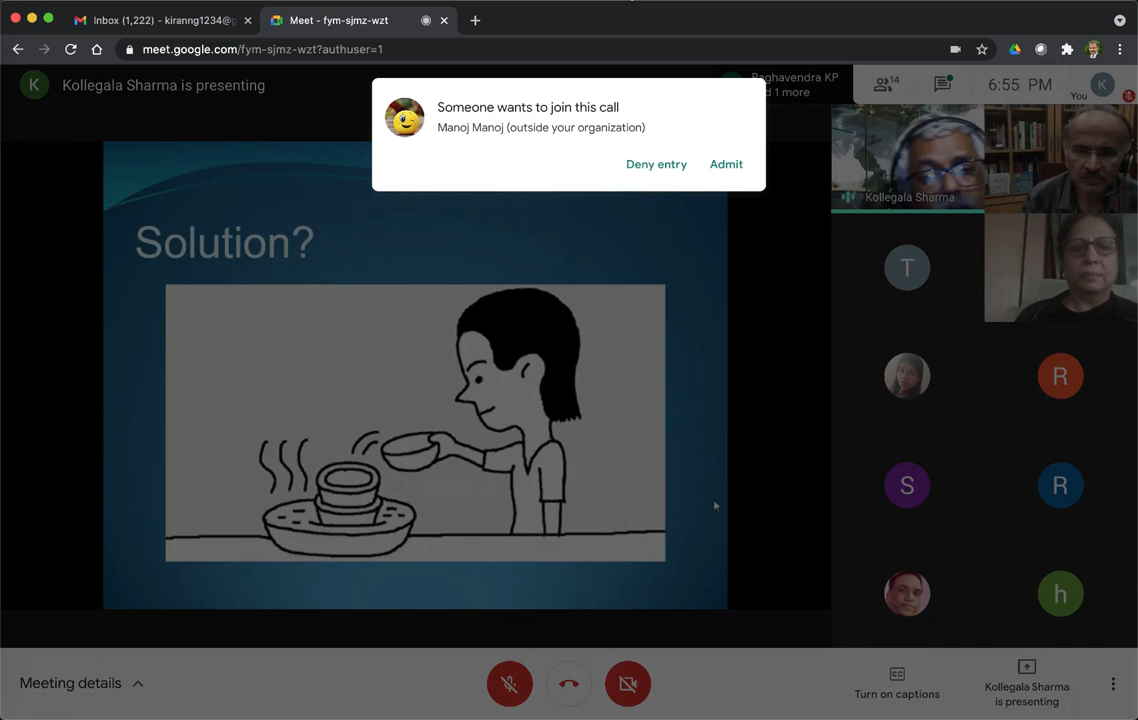 Inbox (1,222) - kiranng1234@g
Meet - fym-sjmz-wzt
meet.google.com/fym-sjmz-wzt?authuser=1
K
Kollegala Sharma is presenting
Raghavendra KP
d 1 more
14
6:55 PM
You
K
Someone wants to join this call
Manoj Manoj (outside your organization)
Deny entry
Admit
Kollegala Sharma
Solution?
T
R
S
R
h
Meeting details
CC
Turn on captions
Kollegala Sharma
is presenting